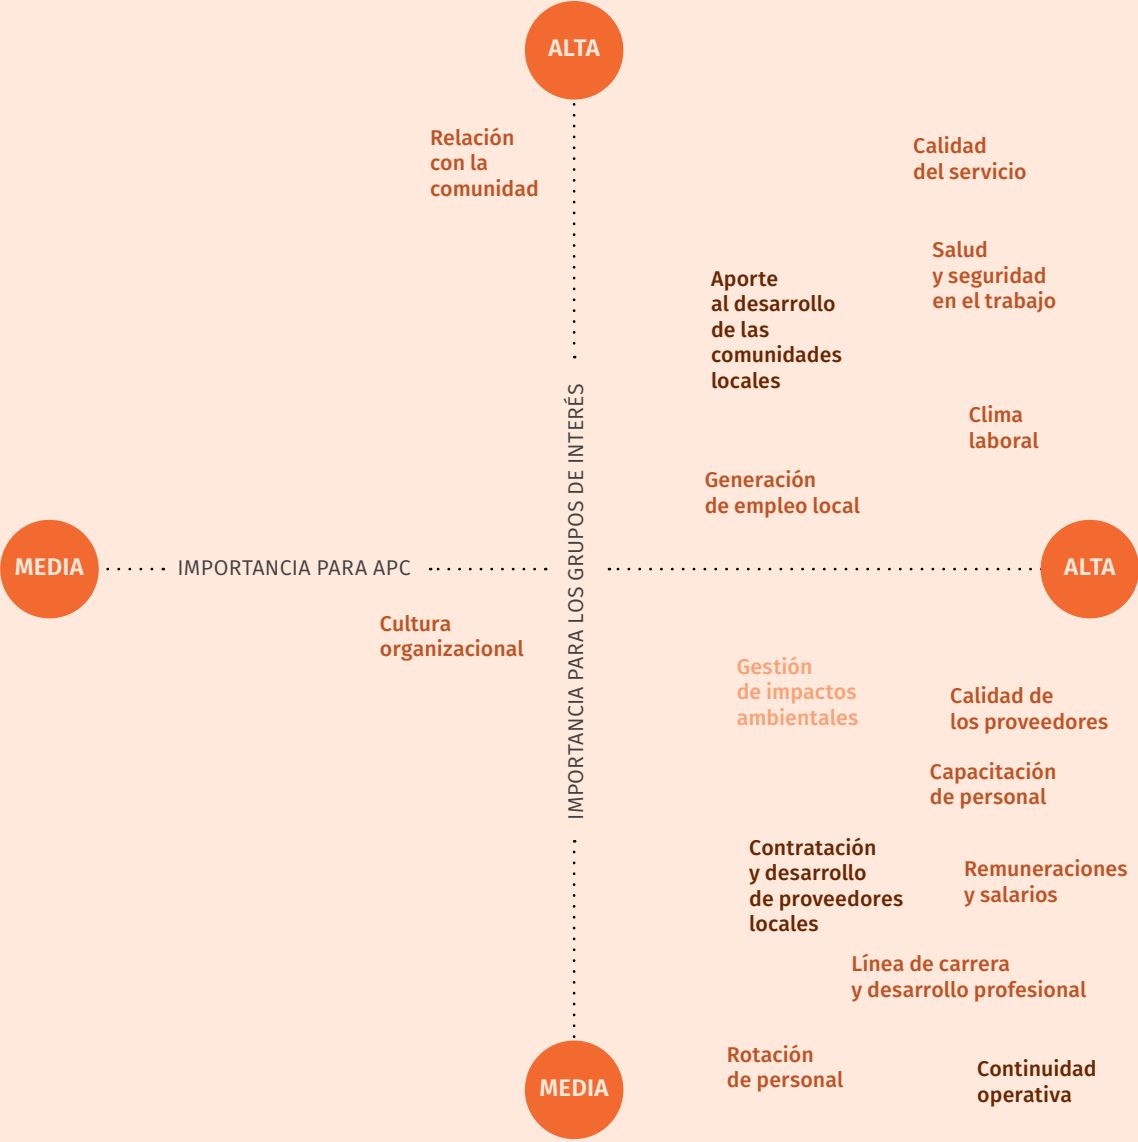 ALTA
Relación
con la
comunidad
Calidad
del servicio
Salud
y seguridad
en el trabajo
Aporte
al desarrollo
de las
comunidades
locales
Clima
laboral
Generación
de empleo local
IMPORTANCIA PARA LOS GRUPOS DE INTERÉS
MEDIA
IMPORTANCIA PARA APC
ALTA
Cultura
organizacional
Gestión
de impactos
ambientales
Calidad de
los proveedores
Capacitación
de personal
Contratación
y desarrollo
de proveedores
locales
Remuneraciones
y salarios
Línea de carrera
y desarrollo profesional
Rotación
de personal
Continuidad
operativa
MEDIA